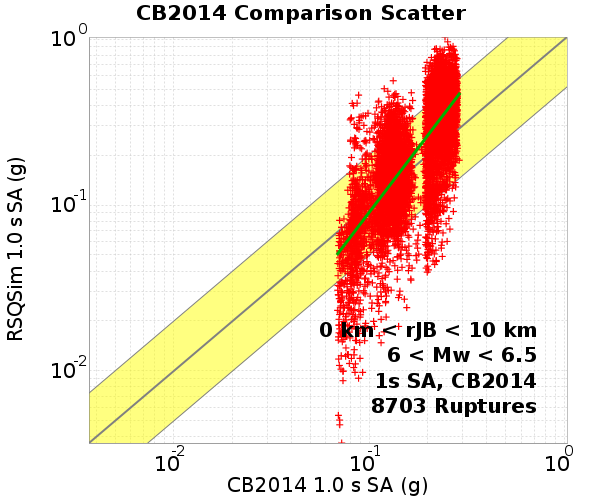 CB2014 Comparison Scatter
10^0
10^-1
10^-2
RSQSim 1.0 s SA (g)
0 km < rJB < 10 km
6 < Mw < 6.5
1s SA, CB2014
8703 Ruptures
10^-2 10^-1 10^0
CB2014 1.0 s SA (g)